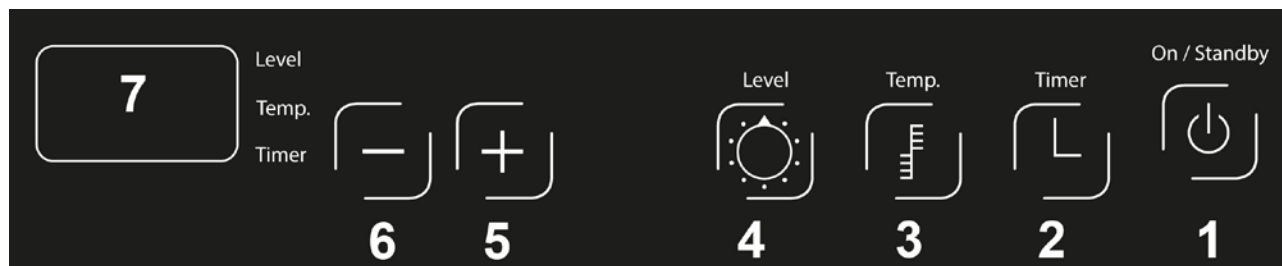 7
Level
Temp.
Timer
Level
Temp.
Timer
On / Standby
6
5
4
3
2
1